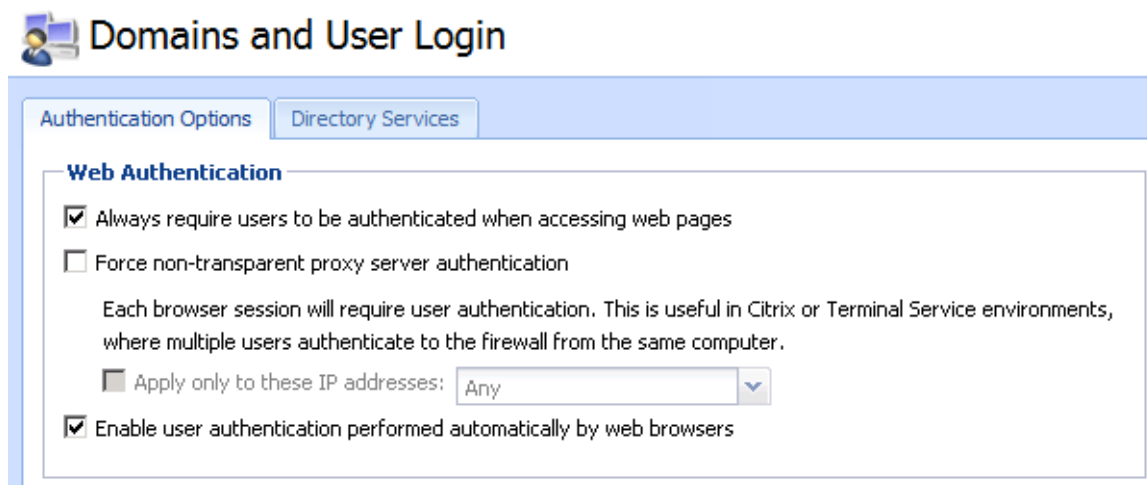 Domains and User Login
Authentication Options Directory Services
Web Authentication
Always require users to be authenticated when accessing web pages
Force non-transparent proxy server authentication
Each browser session will require user authentication. This is useful in Citrix or Terminal Service environments,
where multiple users authenticate to the firewall from the same computer.
Apply only to these IP addresses: Any
Enable user authentication performed automatically by web browsers